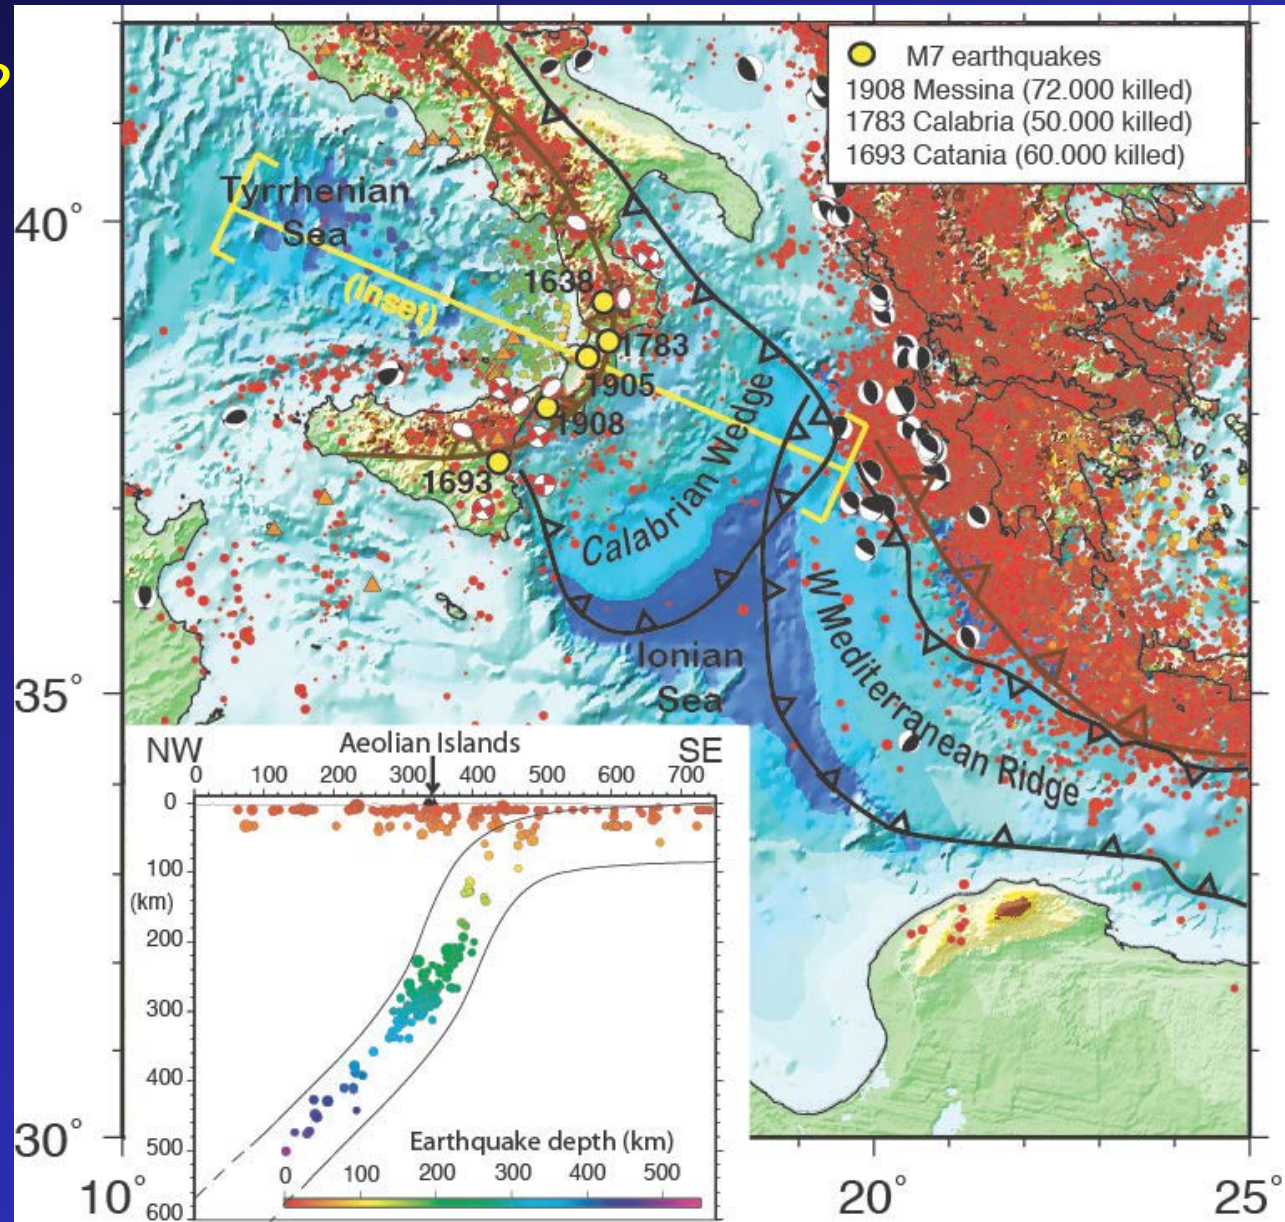 ?
M7 earthquakes
1908 Messina (72.000 killed)
1783 Calabria (50.000 killed)
1693 Catania (60.000 killed)
Tyrrhenian
Sea
(Inset)
1638
1783
1905
1908
1693
Calabrian Wedge
Ionian
Sea
W Mediterranean Ridge
40°
35°
30°
10°
20°
25°
NW
Aeolian Islands
SE
0 100 200 300 400 500 600 700
0
100
(km)
200
300
400
500
600
Earthquake depth (km)
0 100 200 300 400 500